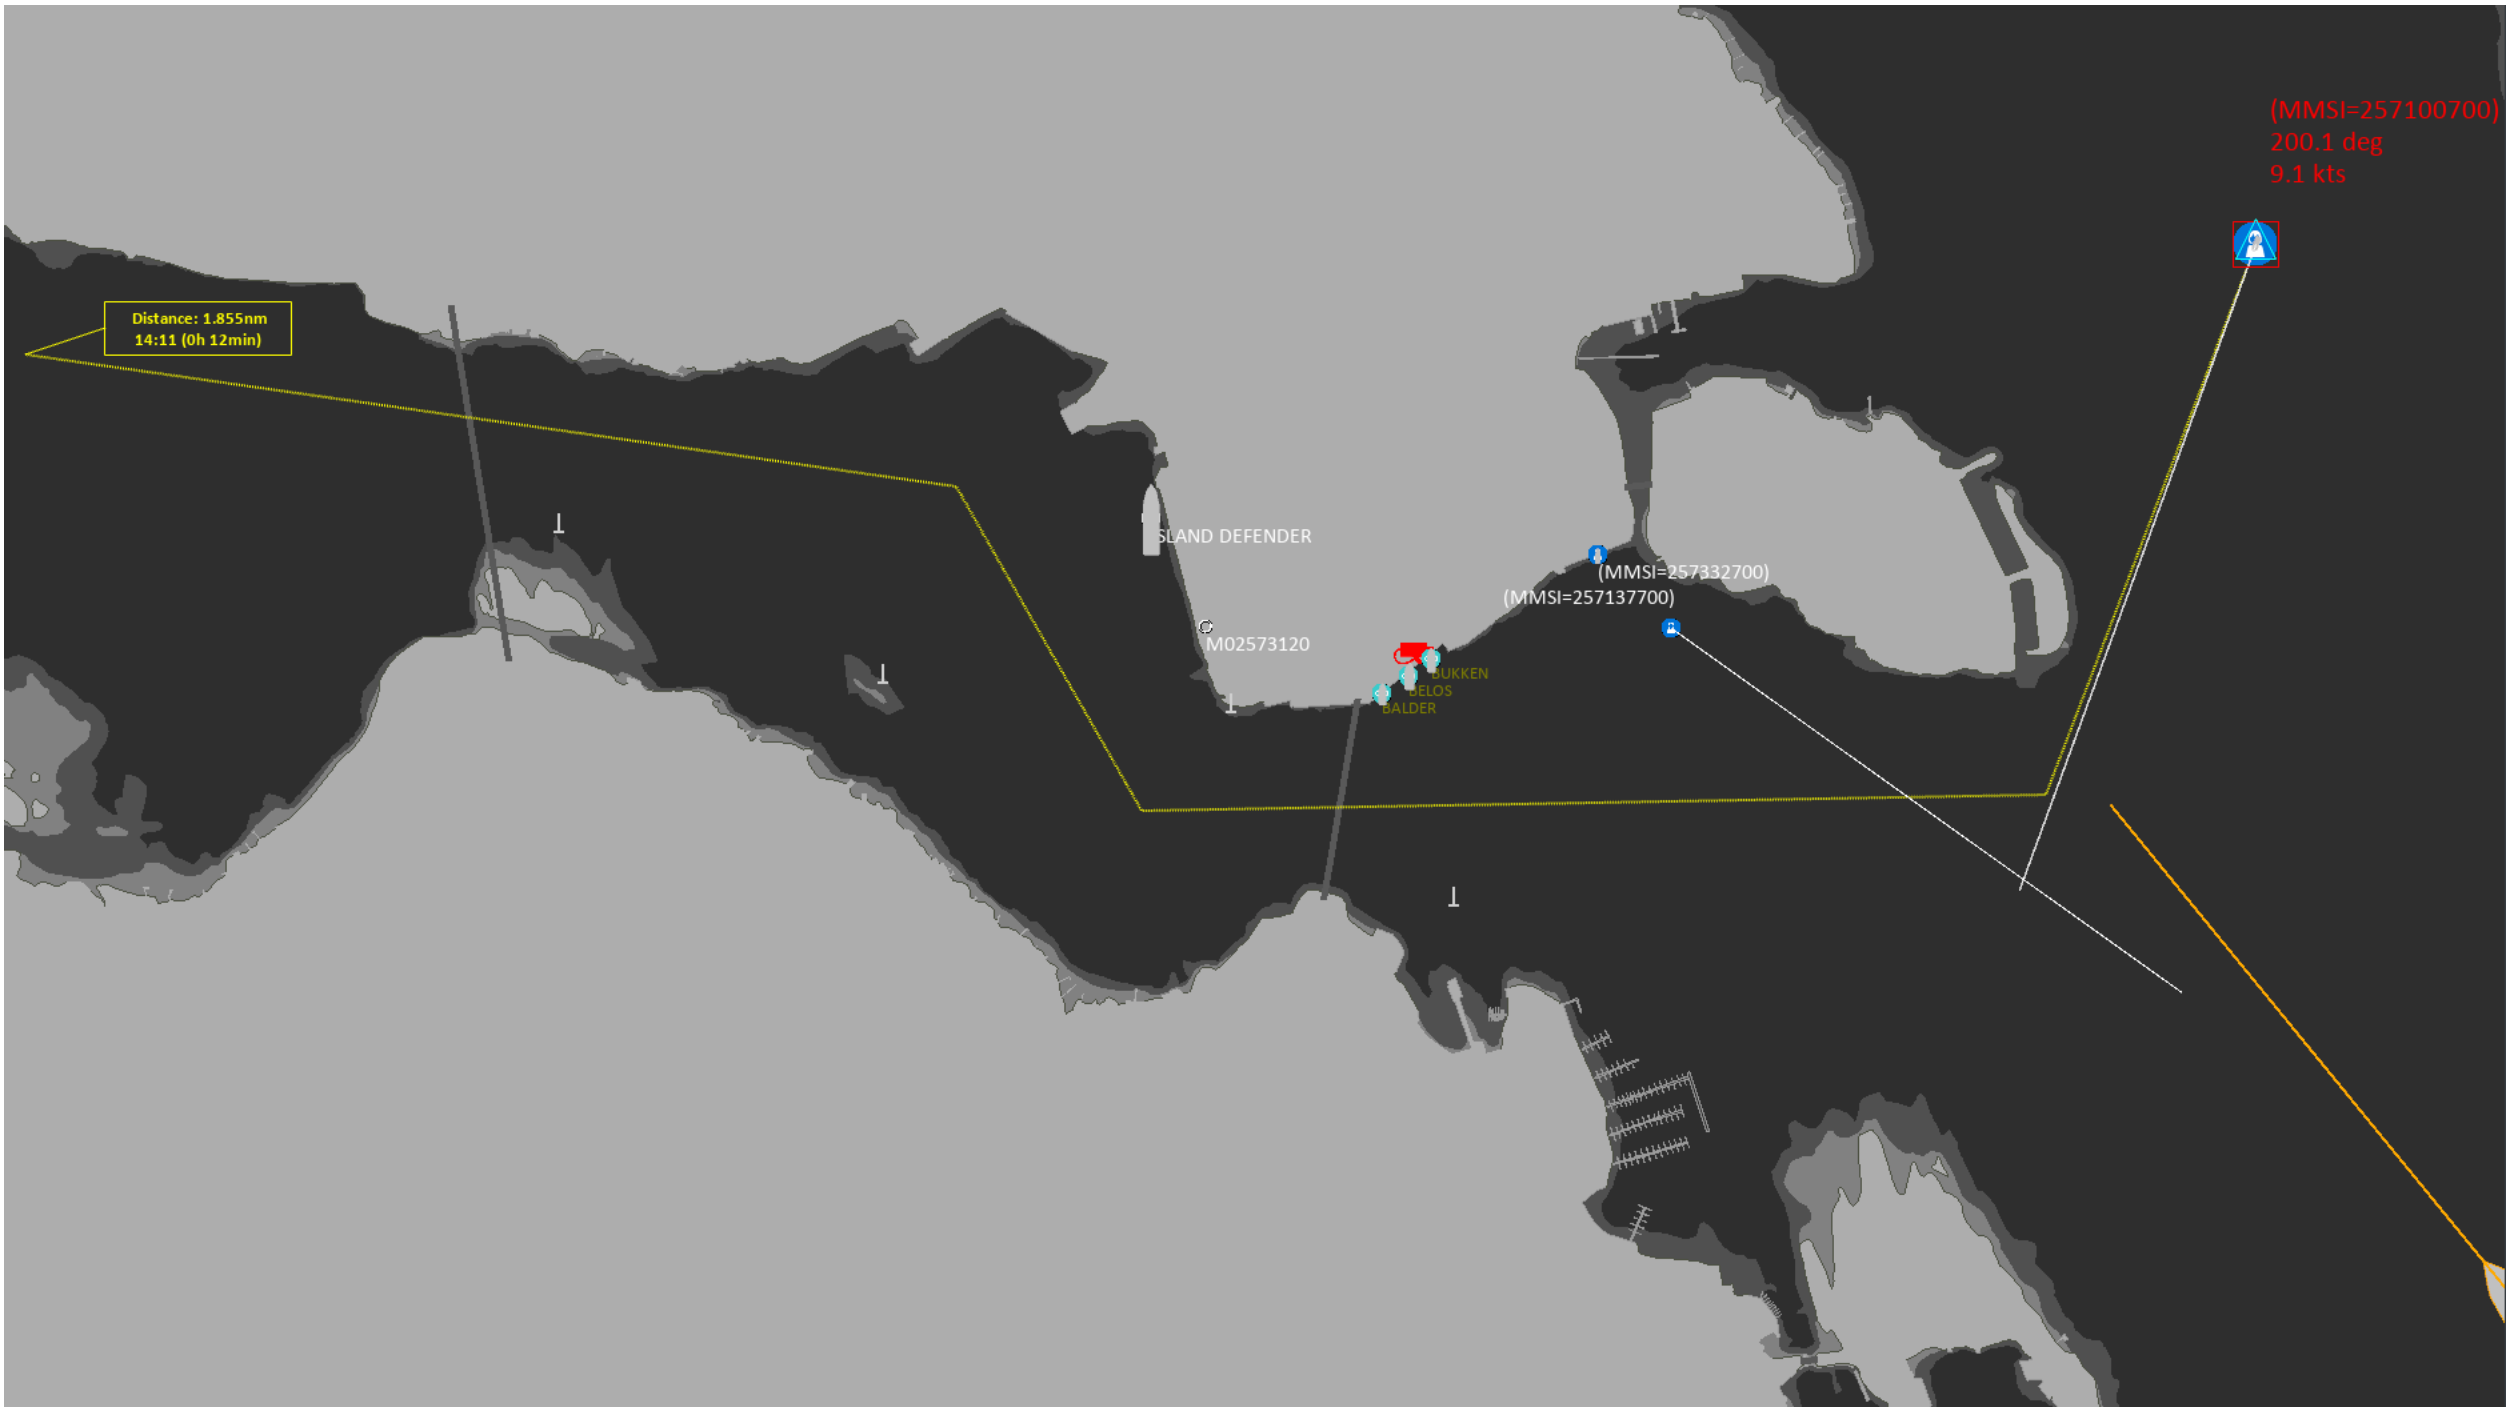 (MMSI=257100700)
200.1 deg
9.1 kts
Distance: 1.855nm
14:11 (0h 12min)
SLAND DEFENDER
(MMSI=257332700)
(MMSI=257137700)
M02573120
BUKKEN
BELOS
BALDER